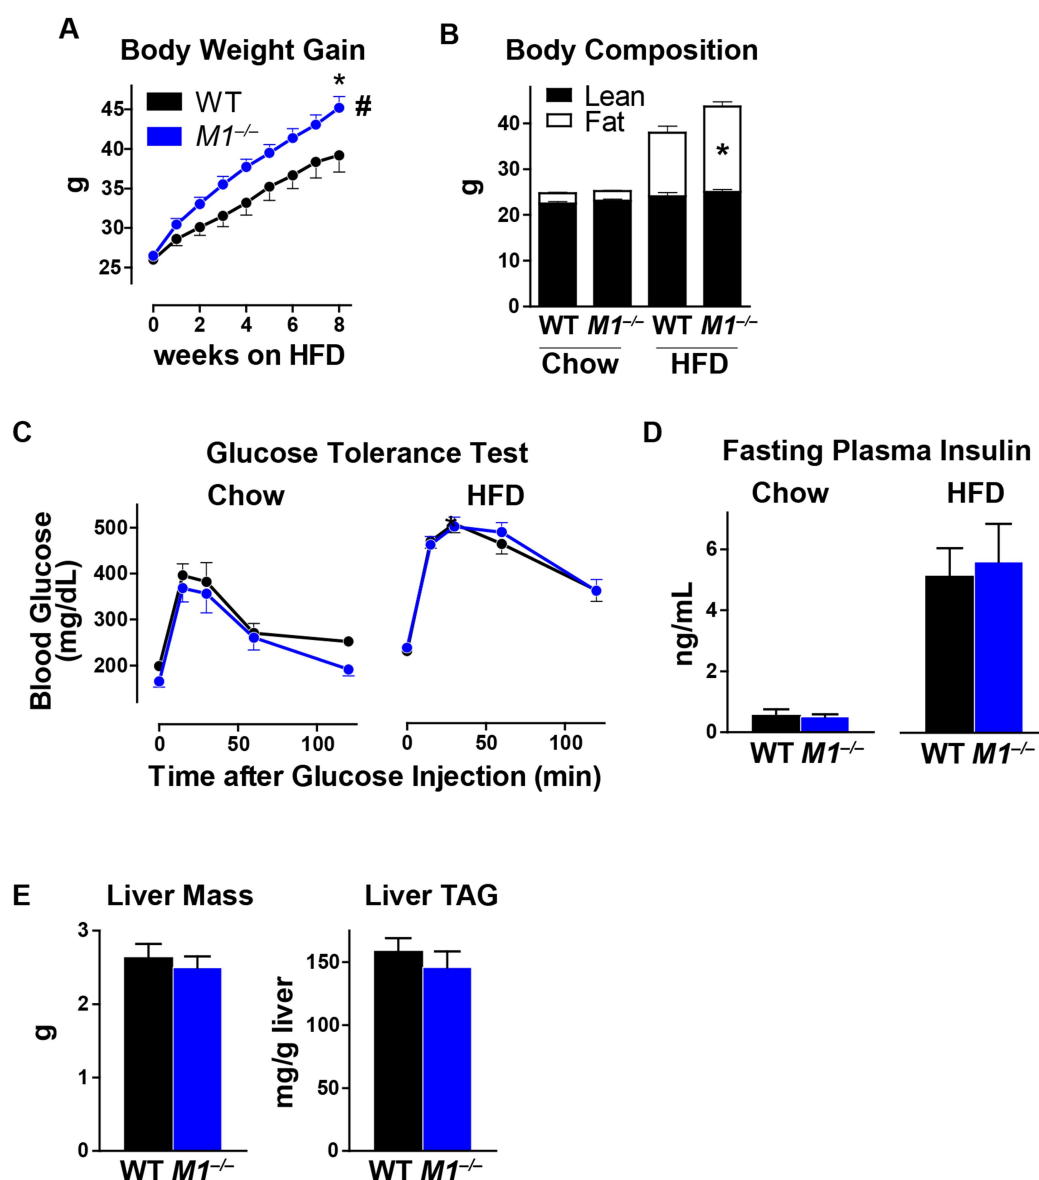 A
Body Weight Gain
*
#
WT
M1–/–
45
40
35
30
25
g
0 2 4 6 8
weeks on HFD
B
Body Composition
Lean
Fat
*
40
30
20
10
0
g
WT M1–/– WT M1–/–
Chow HFD
C
Glucose Tolerance Test
Chow HFD
*
500
400
300
200
Blood Glucose
(mg/dL)
0 50 100 0 50 100
Time after Glucose Injection (min)
D
Fasting Plasma Insulin
Chow HFD
6
4
2
0
ng/mL
WT M1–/– WT M1–/–
E
Liver Mass
3
2
1
0
g
WT M1–/–
Liver TAG
150
100
50
0
mg/g liver
WT M1–/–